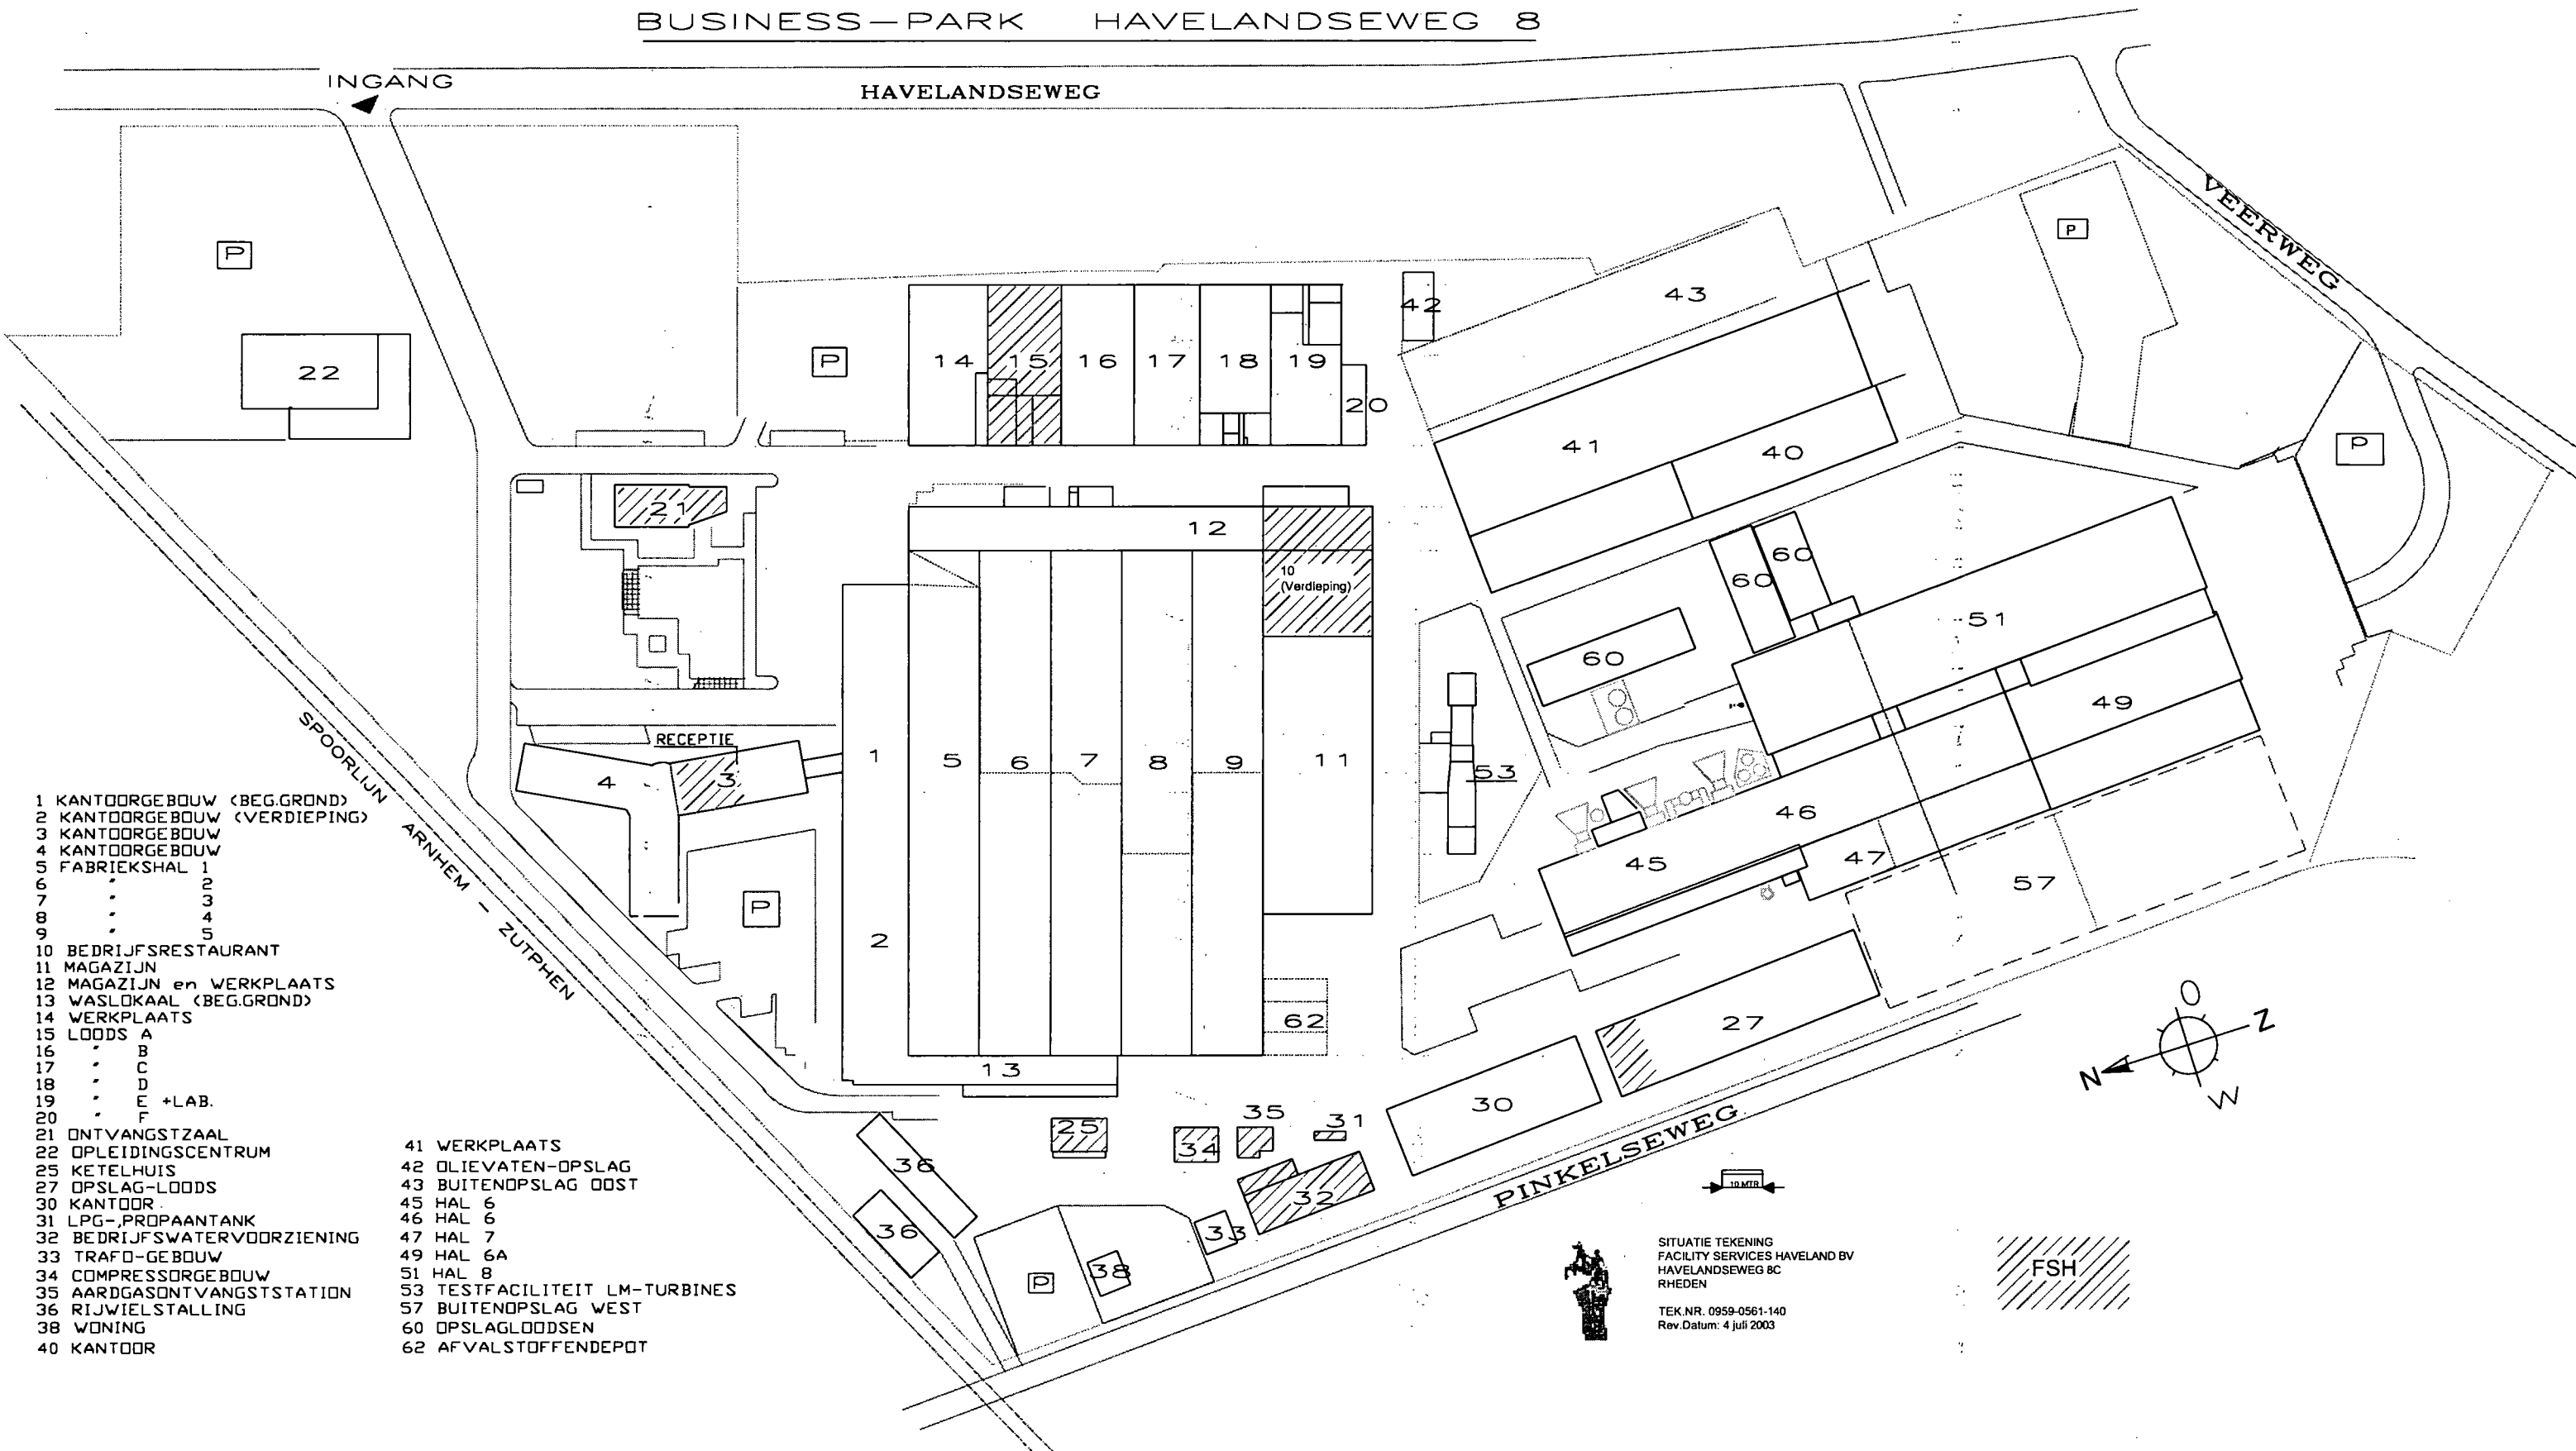 BUSINESS-PARK HAVELANDSEWEG 8
INGANG
HAVELANDSEWEG
VEERWEG
P
P
43
42
22
P
14
15
16
17
18
19
20
41
40
P
21
12
60
60
10
(Verdieping)
51
60
49
SPOORLIJN ARNHEM - ZUTPHEN
RECEPTIE
4
3
1
5
6
7
8
9
11
53
46
45
47
57
P
2
62
27
13
O
N
Z
W
30
25
34
35
31
36
36
32
33
38
P
PINKELSEWEG
10 MTR
1 KANTOORGEBOUW (BEG.GROND)
2 KANTOORGEBOUW (VERDIEPING)
3 KANTOORGEBOUW
4 KANTOORGEBOUW
5 FABRIEKSHAL 1
6 " 2
7 " 3
8 " 4
9 " 5
10 BEDRIJFSRESTAURANT
11 MAGAZIJN
12 MAGAZIJN en WERKPLAATS
13 WASLOKAAL (BEG.GROND)
14 WERKPLAATS
15 LOODS A
16 " B
17 " C
18 " D
19 " E +LAB.
20 " F
21 ONTVANGSTZAAL
22 OPLEIDINGSCENTRUM
25 KETELHUIS
27 OPSLAG-LOODS
30 KANTOOR
31 LPG-,PROPAANTANK
32 BEDRIJFSWATERVOORZIENING
33 TRAFO-GEBOUW
34 COMPRESSORGEBOUW
35 AARDGASONTVANGSTSTATION
36 RIJWIELSTALLING
38 WONING
40 KANTOOR
41 WERKPLAATS
42 OLIEVATEN-OPSLAG
43 BUITENOPSLAG OOST
45 HAL 6
46 HAL 6
47 HAL 7
49 HAL 6A
51 HAL 8
53 TESTFACILITEIT LM-TURBINES
57 BUITENOPSLAG WEST
60 OPSLAGLOODSEN
62 AFVALSTOFFENDEPOT
SITUATIE TEKENING
FACILITY SERVICES HAVELAND BV
HAVELANDSEWEG 8C
RHEDEN
TEK.NR. 0959-0561-140
Rev.Datum: 4 juli 2003
FSH